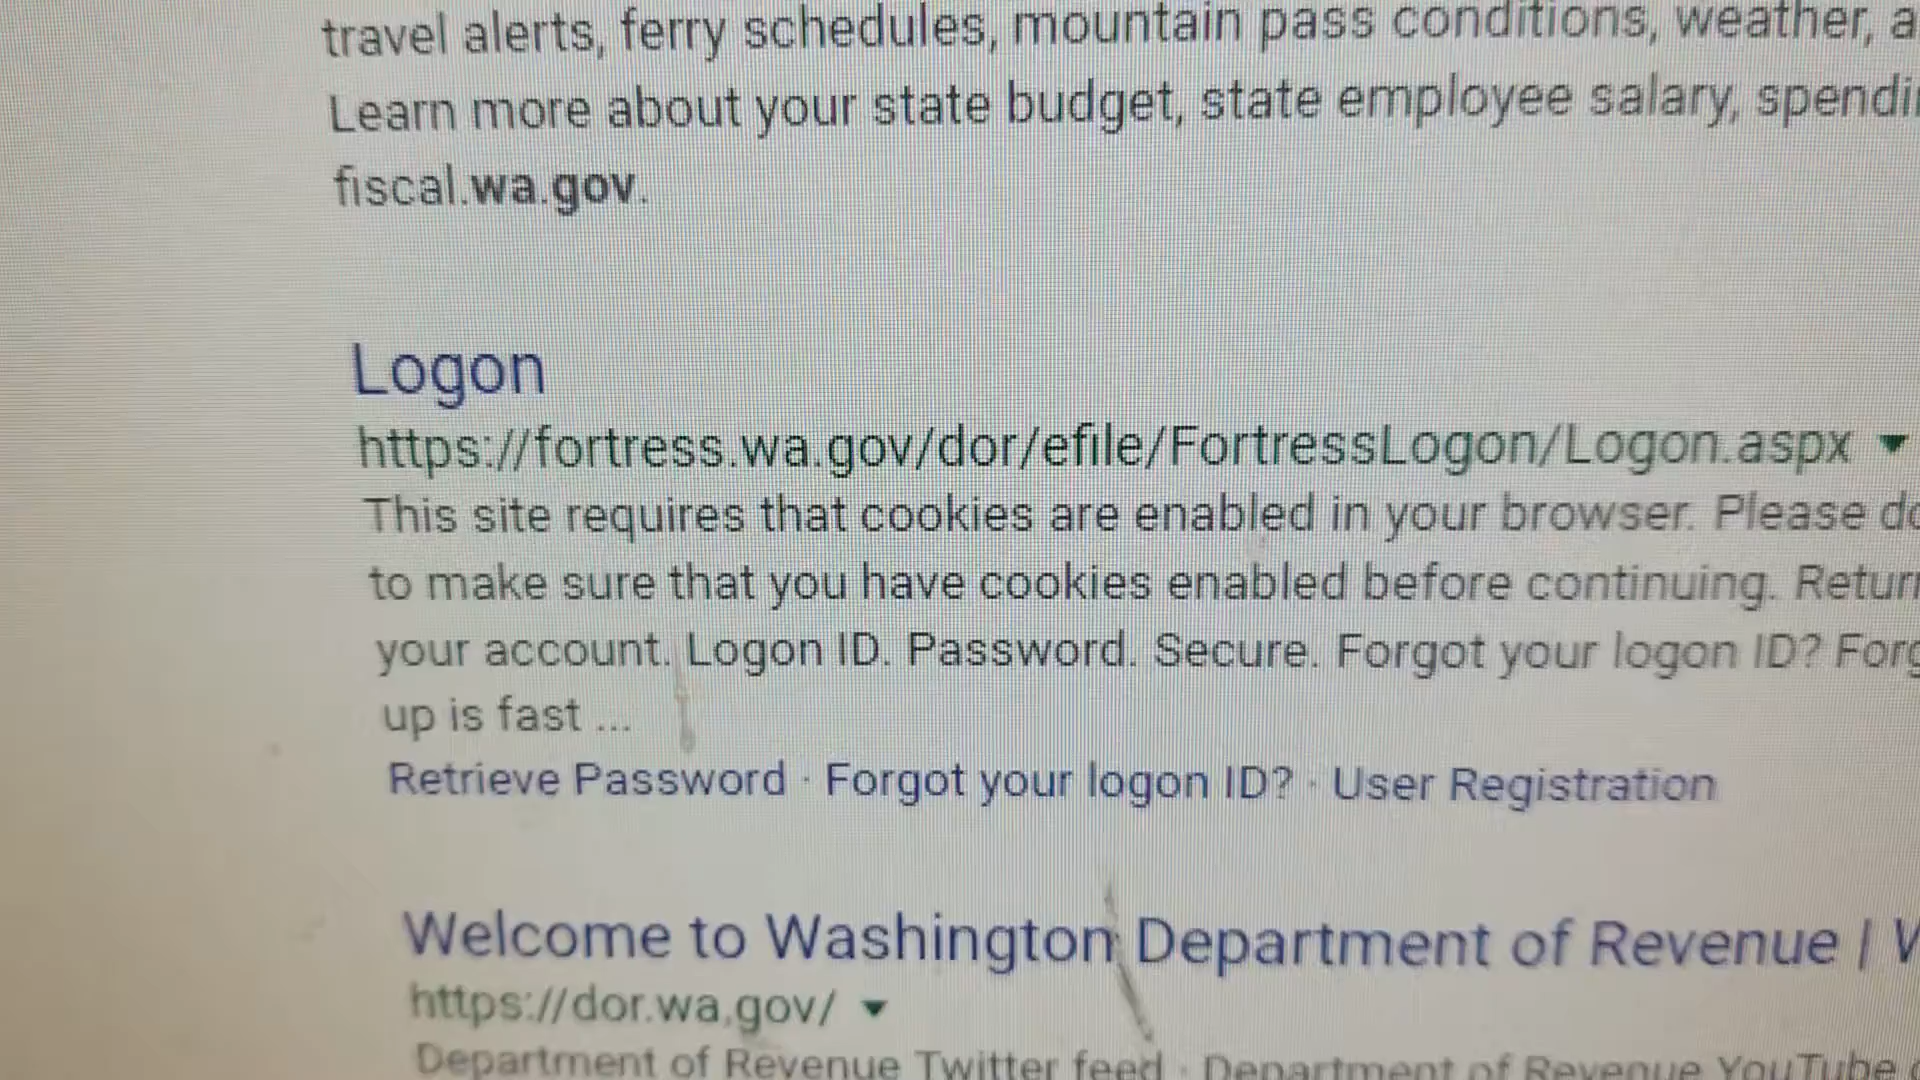 travel alerts, ferry schedules, mountain pass conditions, weather,
Learn more about your state budget, state employee salary,
fiscal.wa.gov.
Logon
https://fortress.wa.gov/dor/efile/FortressLogon/Logon.aspx
This site requires that cookies are enabled in your browser. Please
to make sure that you have cookies enabled before continuing.
your account. Logon ID. Password. Secure. Forgot your logon ID?
up is fast ...
Retrieve Password · Forgot your logon ID? · User Registration
Welcome to Washington Department of Revenue |
https://dor.wa.gov/
Department of Revenue Twitter feed · Department of Revenue YouTube